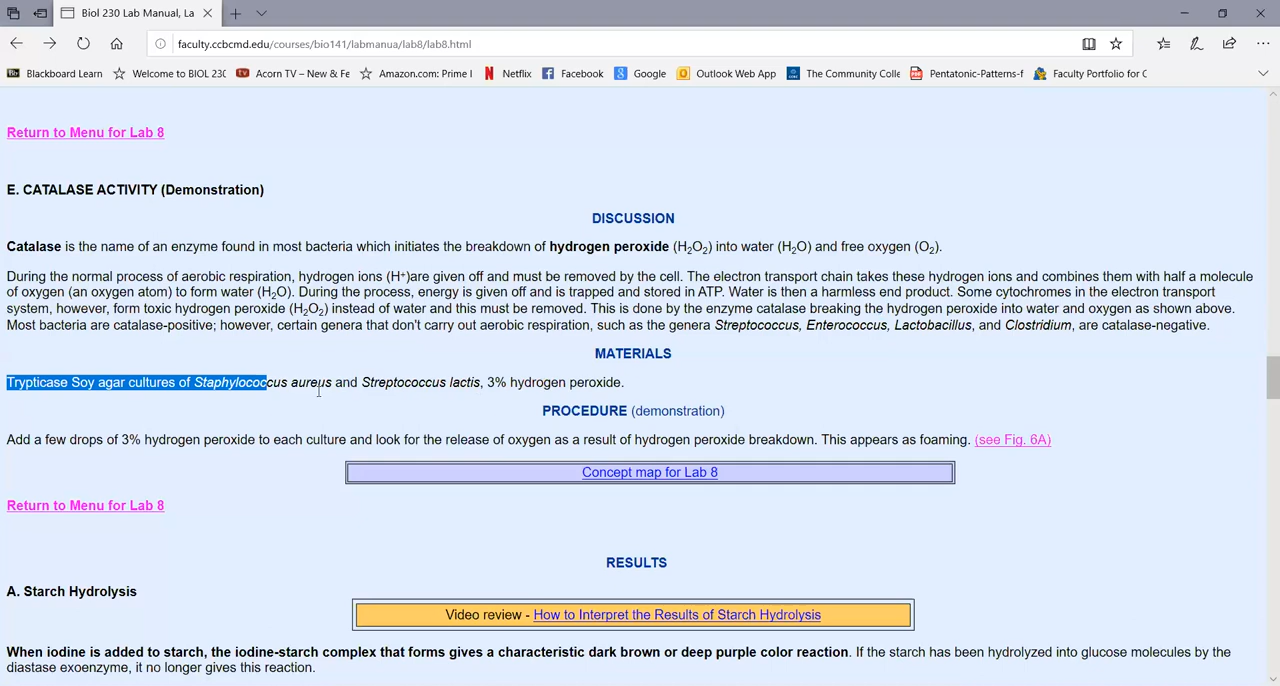 Biol 230 Lab Manual, La
faculty.ccbcmd.edu/courses/bio141/labmanua/lab8/lab8.html
Blackboard Learn
Welcome to BIOL 230
Acorn TV – New & Fe
Amazon.com: Prime I
Netflix
Facebook
Google
Outlook Web App
The Community Colle
Pentatonic-Patterns-f
Faculty Portfolio for C
Return to Menu for Lab 8
E. CATALASE ACTIVITY (Demonstration)
DISCUSSION
Catalase is the name of an enzyme found in most bacteria which initiates the breakdown of hydrogen peroxide (H₂O₂) into water (H₂O) and free oxygen (O₂).
During the normal process of aerobic respiration, hydrogen ions (H⁺)are given off and must be removed by the cell. The electron transport chain takes these hydrogen ions and combines them with half a molecule
of oxygen (an oxygen atom) to form water (H₂O). During the process, energy is given off and is trapped and stored in ATP. Water is then a harmless end product. Some cytochromes in the electron transport
system, however, form toxic hydrogen peroxide (H₂O₂) instead of water and this must be removed. This is done by the enzyme catalase breaking the hydrogen peroxide into water and oxygen as shown above.
Most bacteria are catalase-positive; however, certain genera that don't carry out aerobic respiration, such as the genera Streptococcus, Enterococcus, Lactobacillus, and Clostridium, are catalase-negative.
MATERIALS
Trypticase Soy agar cultures of Staphylococcus aureus and Streptococcus lactis, 3% hydrogen peroxide.
PROCEDURE (demonstration)
Add a few drops of 3% hydrogen peroxide to each culture and look for the release of oxygen as a result of hydrogen peroxide breakdown. This appears as foaming. (see Fig. 6A)
Concept map for Lab 8
Return to Menu for Lab 8
RESULTS
A. Starch Hydrolysis
Video review - How to Interpret the Results of Starch Hydrolysis
When iodine is added to starch, the iodine-starch complex that forms gives a characteristic dark brown or deep purple color reaction. If the starch has been hydrolyzed into glucose molecules by the
diastase exoenzyme, it no longer gives this reaction.